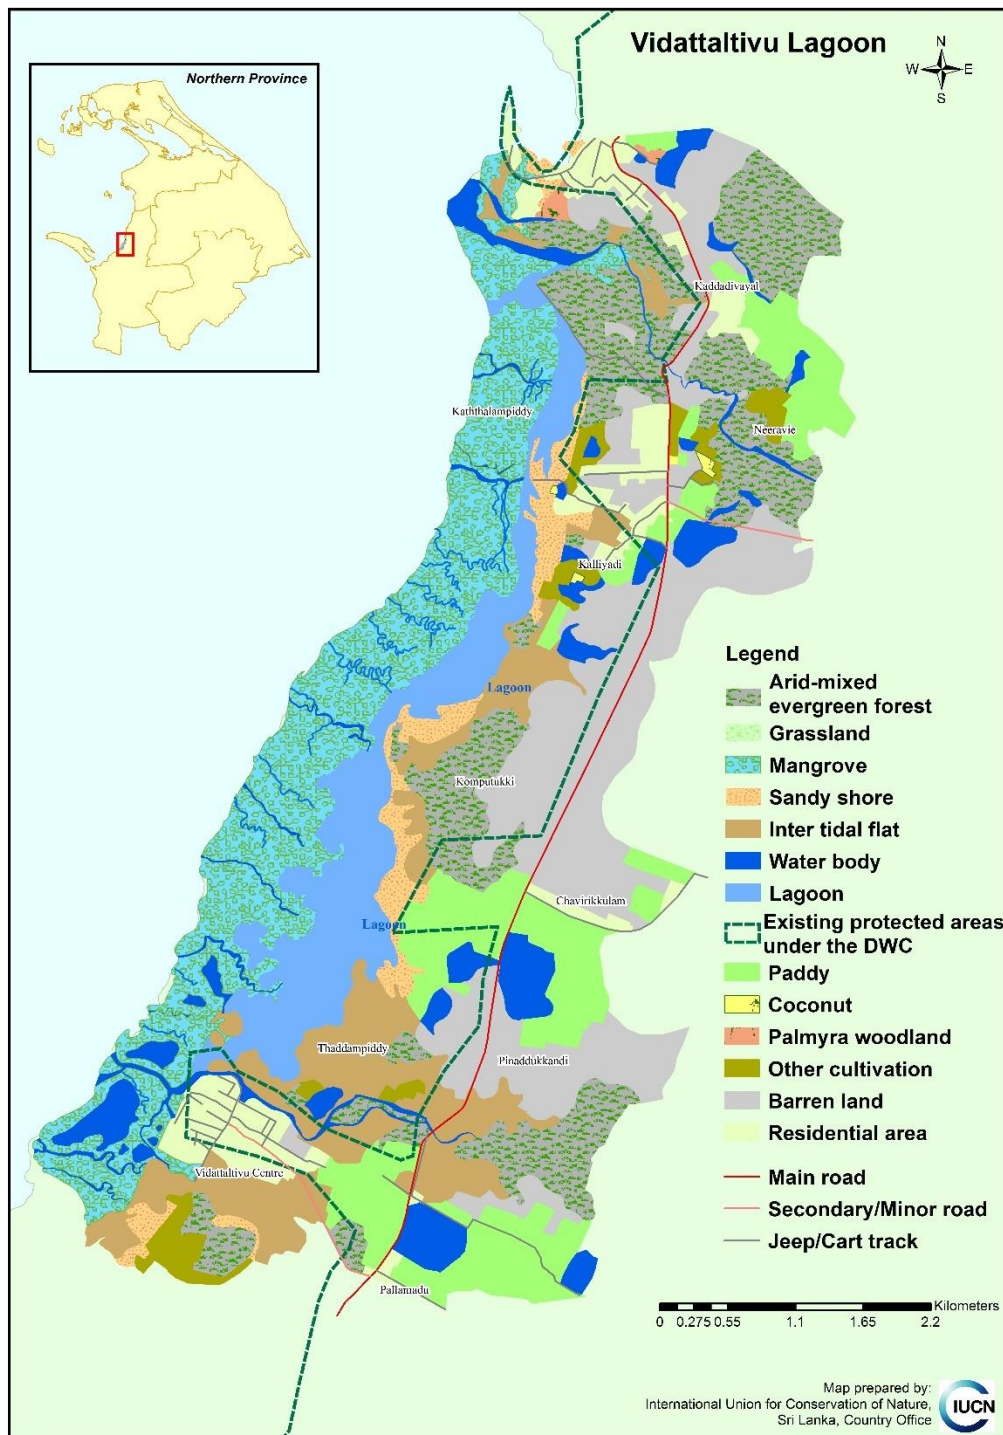 Vidattaltivu Lagoon
N
W E
S
Northern Province
Kaddadivayal
Kaththalampiddy
Neeravie
Kalliyadi
Lagoon
Komputukki
Chavirikkulam
Lagoon
Thaddampiddy
Pinaddukkandi
Vidattaltivu Centre
Pallamadu
Legend
Arid-mixed
evergreen forest
Grassland
Mangrove
Sandy shore
Inter tidal flat
Water body
Lagoon
Existing protected areas
under the DWC
Paddy
Coconut
Palmyra woodland
Other cultivation
Barren land
Residential area
Main road
Secondary/Minor road
Jeep/Cart track
Kilometers
0 0.275 0.55 1.1 1.65 2.2
Map prepared by:
International Union for Conservation of Nature,
Sri Lanka, Country Office
IUCN